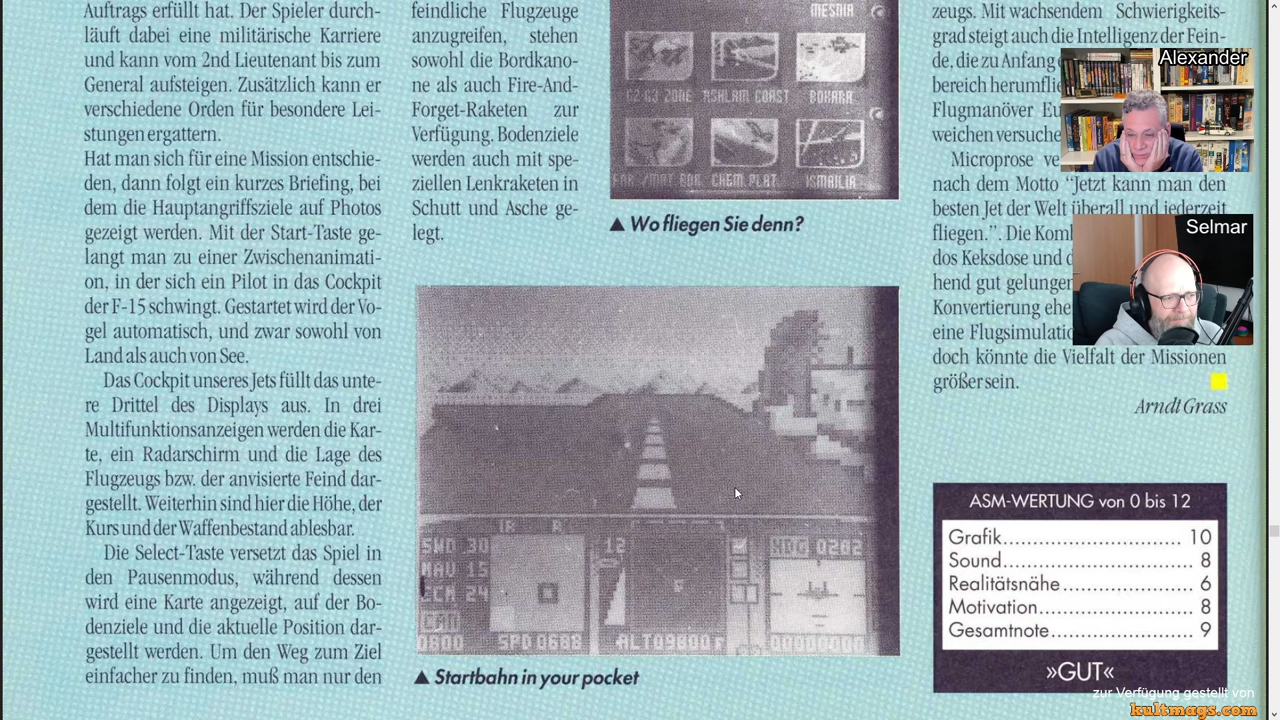 Auftrags erfüllt hat. Der Spieler durch-
läuft dabei eine militärische Karriere
und kann vom 2nd Lieutenant bis zum
General aufsteigen. Zusätzlich kann er
verschiedene Orden für besondere Lei-
stungen ergattern.
Hat man sich für eine Mission entschie-
den, dann folgt ein kurzes Briefing, bei
dem die Hauptangriffsziele auf Photos
gezeigt werden. Mit der Start-Taste ge-
langt man zu einer Zwischenanimati-
on, in der sich ein Pilot in das Cockpit
der F-15 schwingt. Gestartet wird der Vo-
gel automatisch, und zwar sowohl von
Land als auch von See.
Das Cockpit unseres Jets füllt das unte-
re Drittel des Displays aus. In drei
Multifunktionsanzeigen werden die Kar-
te, ein Radarschirm und die Lage des
Flugzeugs bzw. der anvisierte Feind dar-
gestellt. Weiterhin sind hier die Höhe, der
Kurs und der Waffenbestand ablesbar.
Die Select-Taste versetzt das Spiel in
den Pausenmodus, während dessen
wird eine Karte angezeigt, auf der Bo-
denziele und die aktuelle Position dar-
gestellt werden. Um den Weg zum Ziel
einfacher zu finden, muß man nur den
feindliche Flugzeuge
anzugreifen, stehen
sowohl die Bordkano-
ne als auch Fire-And-
Forget-Raketen zur
Verfügung. Bodenziele
werden auch mit spe-
ziellen Lenkraketen in
Schutt und Asche ge-
legt.
MESNIA
ASHLAM COAST
BOKARA
CHEM.PLAT
ISMAILIA
▲ Wo fliegen Sie denn?
SWD 30
NAV 15
12
SPD
▲ Startbahn in your pocket
zeugs. Mit wachsendem Schwierigkeits-
grad steigt auch die Intelligenz der Fein-
de, die zu Anfang
bereich herumflie
Flugmanöver
weichen versuche
Microprose
nach dem Motto “Jetzt kann man den
besten Jet der Welt überall und jederzeit
fliegen.”. Die
dos Keksdose und
hend gut gelungen
Konvertierung
eine Flugsimulatio
doch könnte die Vielfalt der Missionen
größer sein.
Arndt Grass
Alexander
Selmar
ASM-WERTUNG von 0 bis 12
Grafik.............................. 10
Sound............................... 8
Realitätsnähe..................... 6
Motivation......................... 8
Gesamtnote....................... 9
»GUT«
zur Verfügung gestellt von
kultmags.com